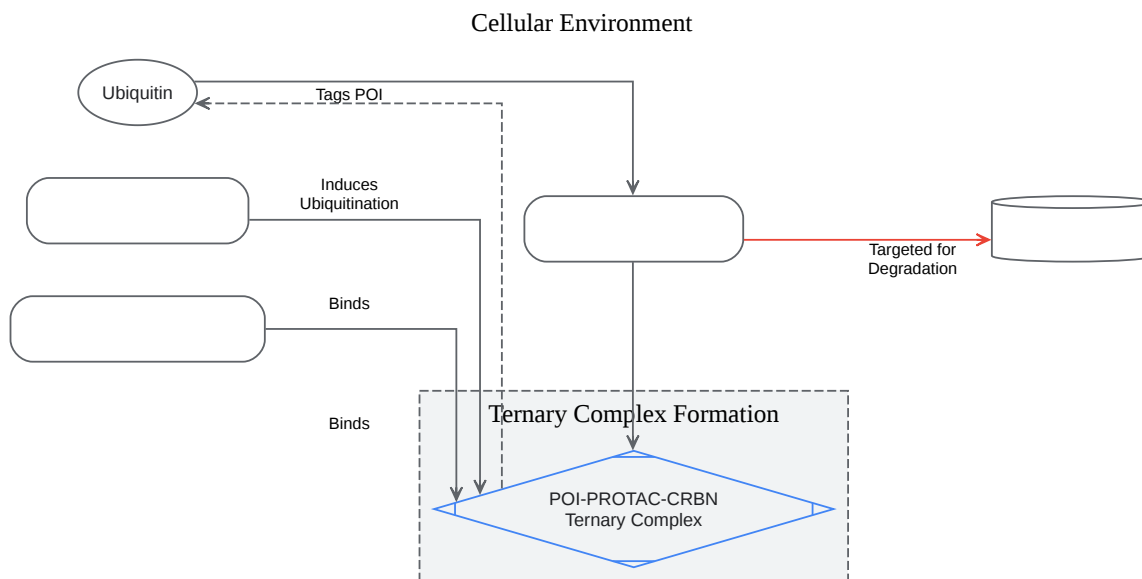 Cellular Environment
Ubiquitin
Tags POI
Induces
Ubiquitination
Targeted for
Degradation
Binds
Binds
Ternary Complex Formation
POI-PROTAC-CRBN
Ternary Complex